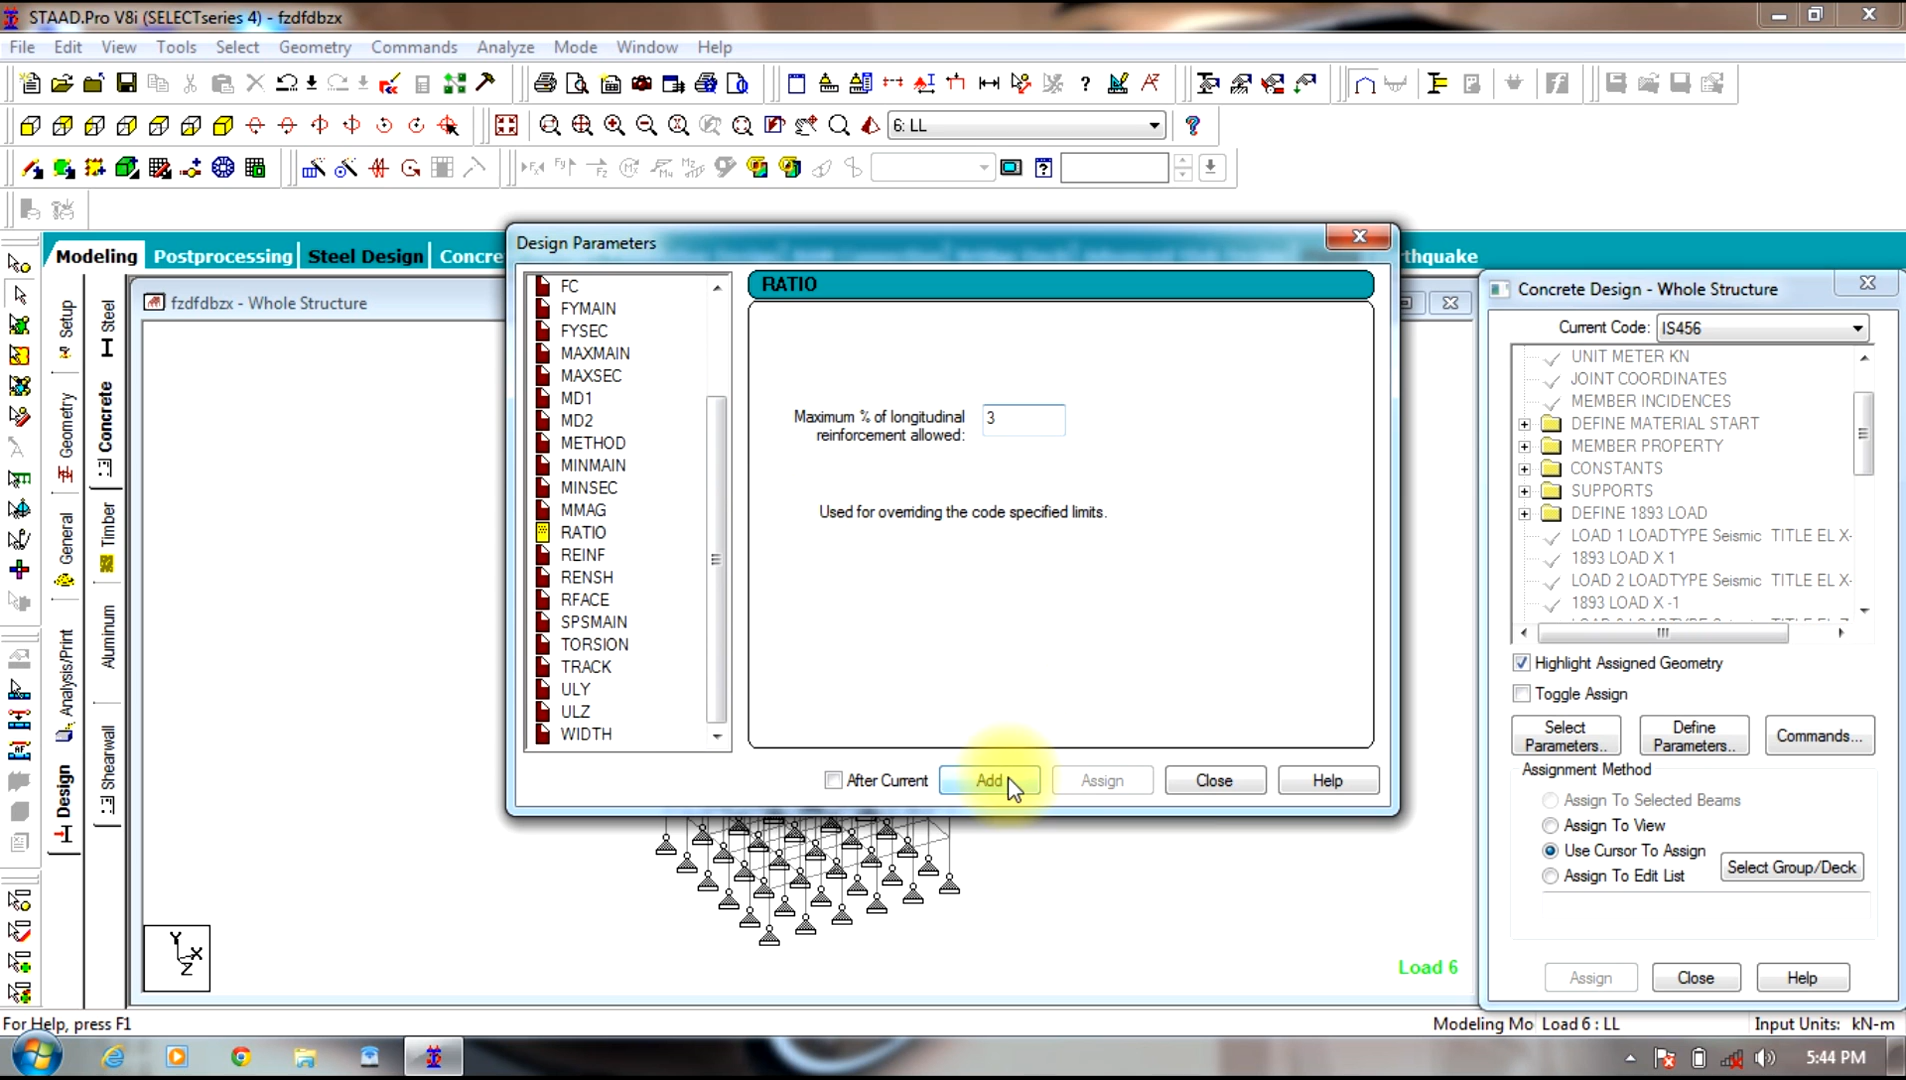 STAAD.Pro V8i (SELECTseries 4) - fzdfdbzx
File Edit View Tools Select Geometry Commands Analyze Mode Window Help
6: LL
Modeling Postprocessing Steel Design Concre
rthquake
fzdfdbzx - Whole Structure
Setup
Geometry
General
Analysis/Print
Design
Steel
Concrete
Timber
Aluminum
Shearwall
Design Parameters
FC
FYMAIN
FYSEC
MAXMAIN
MAXSEC
MD1
MD2
METHOD
MINMAIN
MINSEC
MMAG
RATIO
REINF
RENSH
RFACE
SPSMAIN
TORSION
TRACK
ULY
ULZ
WIDTH
RATIO
Maximum % of longitudinal
reinforcement allowed: 3
Used for overriding the code specified limits.
After Current Add Assign Close Help
Concrete Design - Whole Structure
Current Code: IS456
UNIT METER KN
JOINT COORDINATES
MEMBER INCIDENCES
DEFINE MATERIAL START
MEMBER PROPERTY
CONSTANTS
SUPPORTS
DEFINE 1893 LOAD
LOAD 1 LOADTYPE Seismic TITLE EL X-
1893 LOAD X 1
LOAD 2 LOADTYPE Seismic TITLE EL X-
1893 LOAD X -1
Highlight Assigned Geometry
Toggle Assign
Select
Parameters..
Define
Parameters..
Commands...
Assignment Method
Assign To Selected Beams
Assign To View
Use Cursor To Assign
Assign To Edit List
Select Group/Deck
Assign Close Help
Y
X
Z
Load 6
For Help, press F1
Modeling Mo Load 6 : LL Input Units: kN-m
5:44 PM